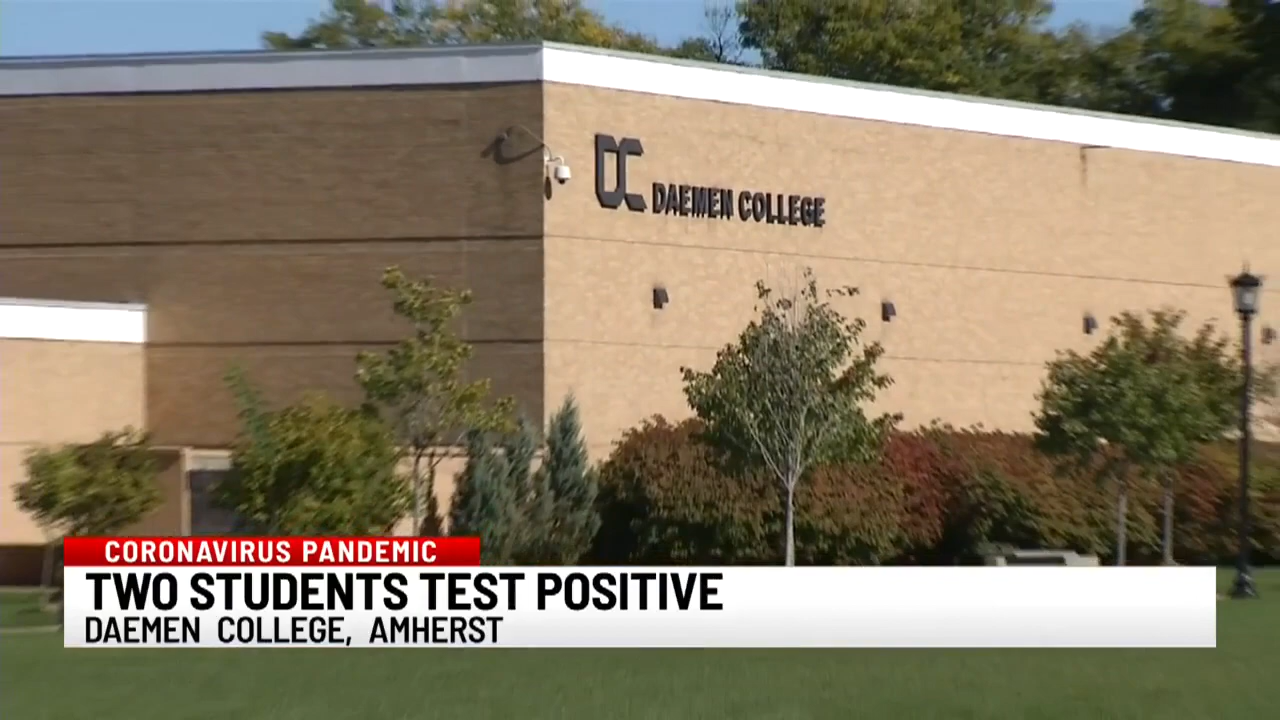 DC DAEMEN COLLEGE
CORONAVIRUS PANDEMIC
TWO STUDENTS TEST POSITIVE
DAEMEN COLLEGE, AMHERST